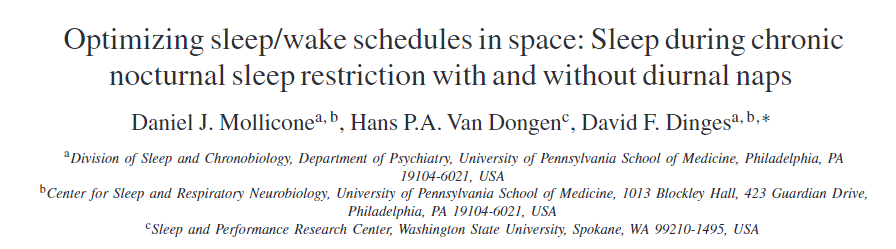 Optimizing sleep/wake schedules in space: Sleep during chronic
nocturnal sleep restriction with and without diurnal naps
Daniel J. Mollicone^{a, b}, Hans P.A. Van Dongen^{c}, David F. Dinges^{a, b, *}
^{a}Division of Sleep and Chronobiology, Department of Psychiatry, University of Pennsylvania School of Medicine, Philadelphia, PA
19104-6021, USA
^{b}Center for Sleep and Respiratory Neurobiology, University of Pennsylvania School of Medicine, 1013 Blockley Hall, 423 Guardian Drive,
Philadelphia, PA 19104-6021, USA
^{c}Sleep and Performance Research Center, Washington State University, Spokane, WA 99210-1495, USA